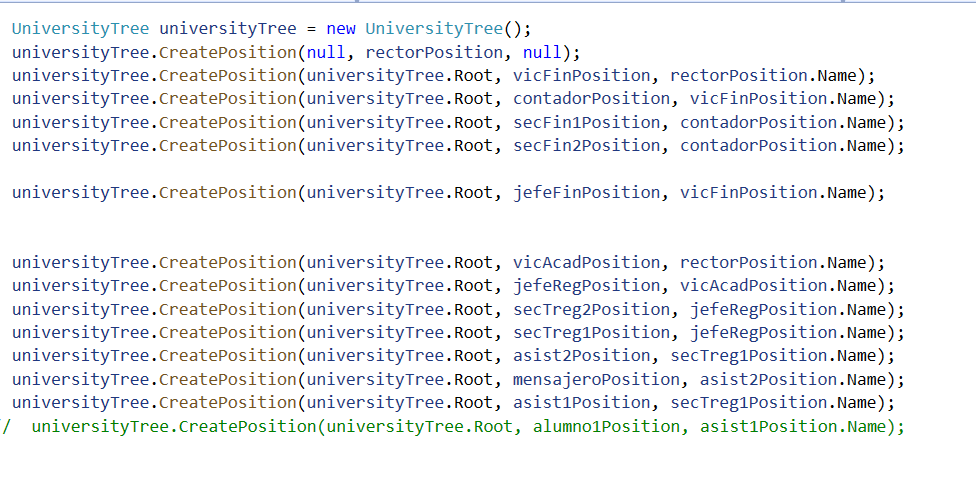 UniversityTree universityTree = new UniversityTree();
universityTree.CreatePosition(null, rectorPosition, null);
universityTree.CreatePosition(universityTree.Root, vicFinPosition, rectorPosition.Name);
universityTree.CreatePosition(universityTree.Root, contadorPosition, vicFinPosition.Name);
universityTree.CreatePosition(universityTree.Root, secFin1Position, contadorPosition.Name);
universityTree.CreatePosition(universityTree.Root, secFin2Position, contadorPosition.Name);
universityTree.CreatePosition(universityTree.Root, jefeFinPosition, vicFinPosition.Name);
universityTree.CreatePosition(universityTree.Root, vicAcadPosition, rectorPosition.Name);
universityTree.CreatePosition(universityTree.Root, jefeRegPosition, vicAcadPosition.Name);
universityTree.CreatePosition(universityTree.Root, secTreg2Position, jefeRegPosition.Name);
universityTree.CreatePosition(universityTree.Root, secTreg1Position, jefeRegPosition.Name);
universityTree.CreatePosition(universityTree.Root, asist2Position, secTreg1Position.Name);
universityTree.CreatePosition(universityTree.Root, mensajeroPosition, asist2Position.Name);
universityTree.CreatePosition(universityTree.Root, asist1Position, secTreg1Position.Name);
/ universityTree.CreatePosition(universityTree.Root, alumno1Position, asist1Position.Name);